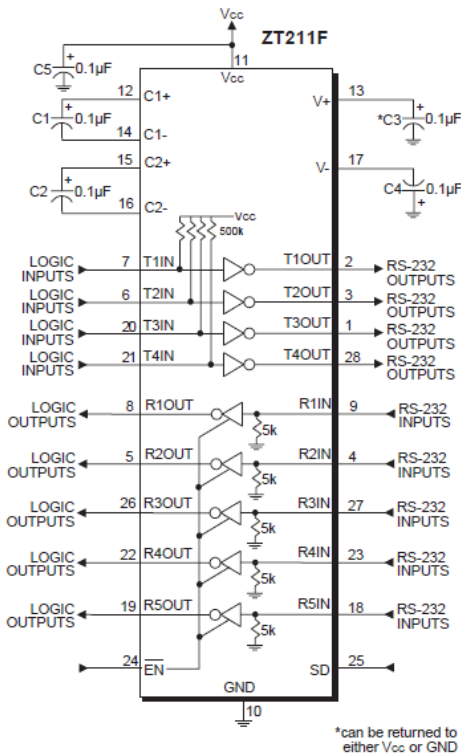 Vcc
ZT211F
11
Vcc
C5 + 0.1µF
12 C1+
C1 + 0.1µF
14 C1-
15 C2+
C2 + 0.1µF
16 C2-
V+ 13
*C3 + 0.1µF
V- 17
C4 0.1µF +
Vcc
500k
LOGIC INPUTS 7 T1IN T1OUT 2 RS-232 OUTPUTS
LOGIC INPUTS 6 T2IN T2OUT 3 RS-232 OUTPUTS
LOGIC INPUTS 20 T3IN T3OUT 1 RS-232 OUTPUTS
LOGIC INPUTS 21 T4IN T4OUT 28 RS-232 OUTPUTS
LOGIC OUTPUTS 8 R1OUT R1IN 9 RS-232 INPUTS
5k
LOGIC OUTPUTS 5 R2OUT R2IN 4 RS-232 INPUTS
5k
LOGIC OUTPUTS 26 R3OUT R3IN 27 RS-232 INPUTS
5k
LOGIC OUTPUTS 22 R4OUT R4IN 23 RS-232 INPUTS
5k
LOGIC OUTPUTS 19 R5OUT R5IN 18 RS-232 INPUTS
5k
24 EN SD 25
GND
10
*can be returned to
either Vcc or GND